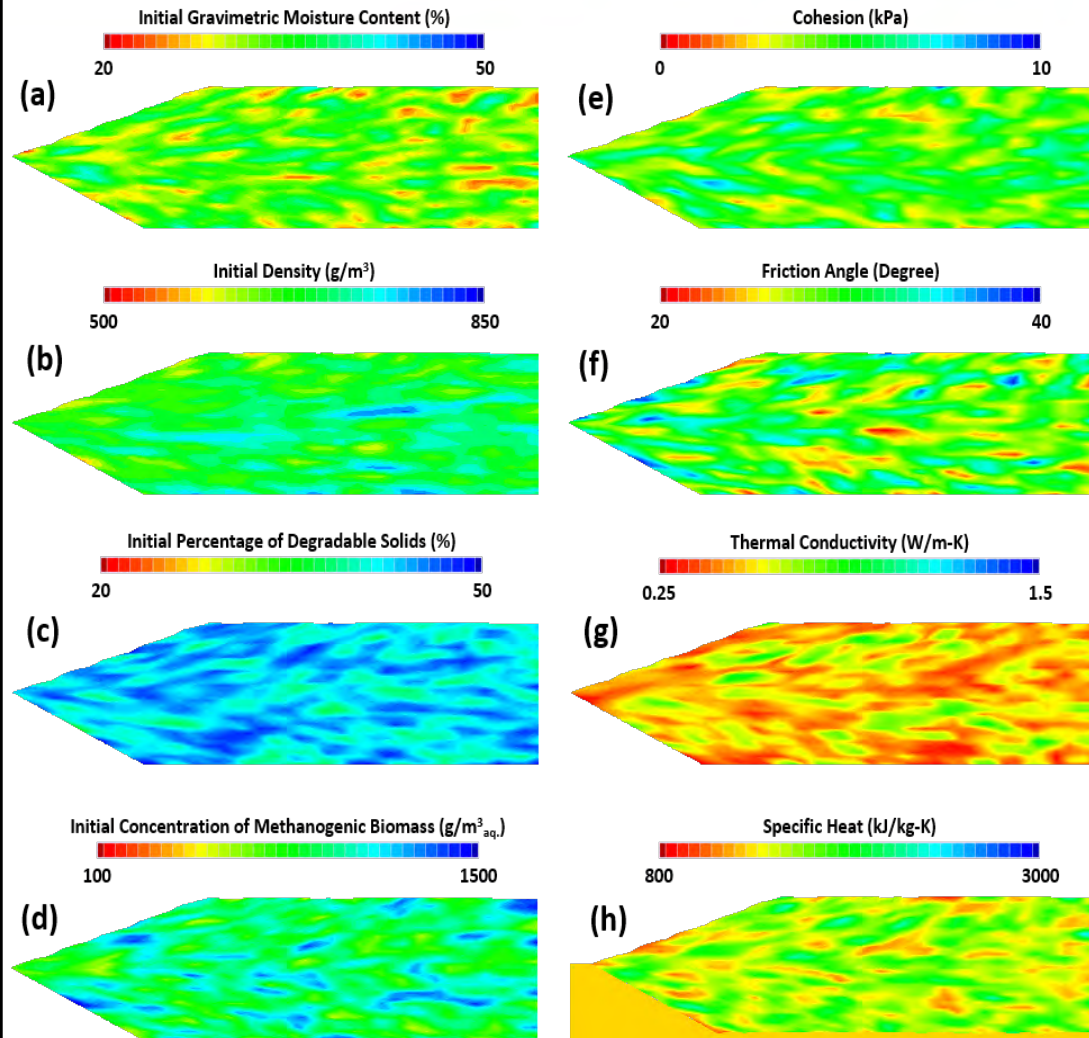 Initial Gravimetric Moisture Content (%)
20 50
(a)
Initial Density (g/m³)
500 850
(b)
Initial Percentage of Degradable Solids (%)
20 50
(c)
Initial Concentration of Methanogenic Biomass (g/m³aq.)
100 1500
(d)
Cohesion (kPa)
0 10
(e)
Friction Angle (Degree)
20 40
(f)
Thermal Conductivity (W/m-K)
0.25 1.5
(g)
Specific Heat (kJ/kg-K)
800 3000
(h)